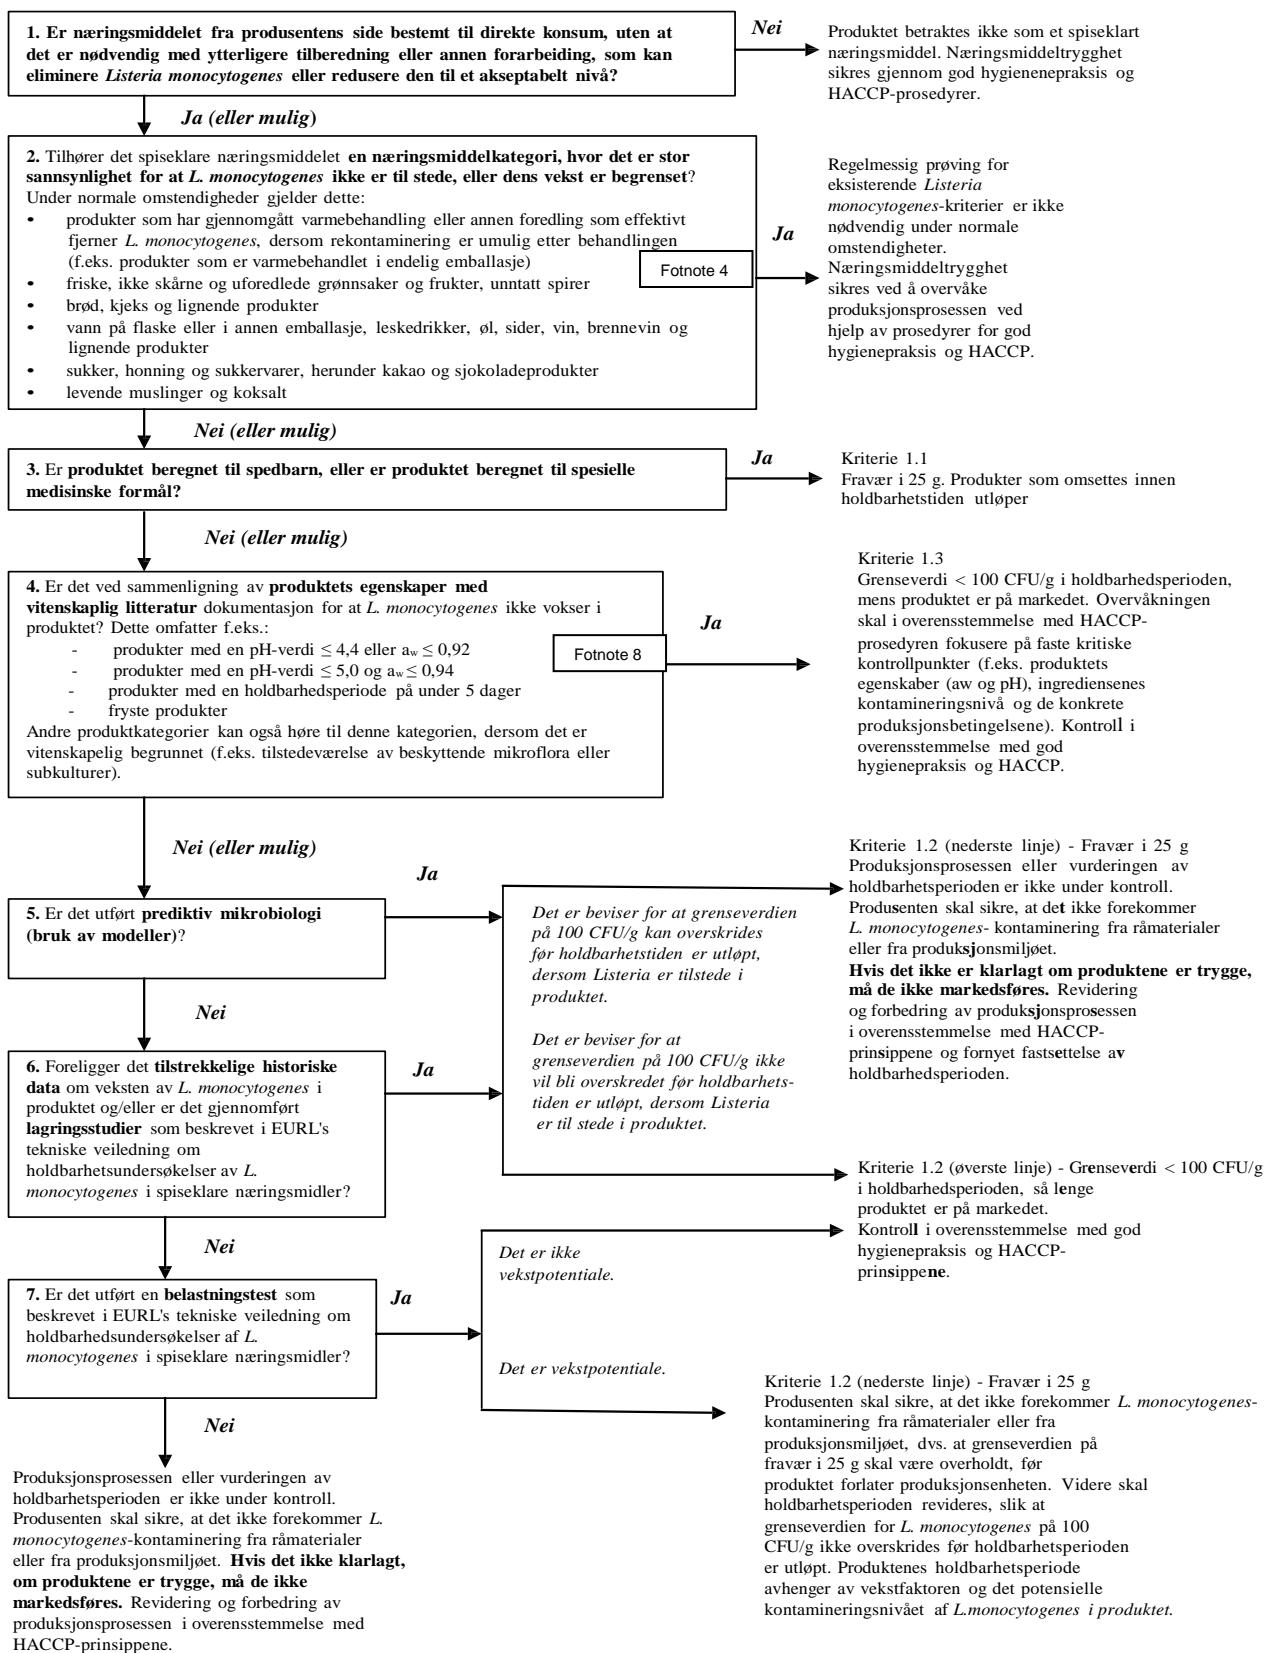 1. Er næringsmiddelet fra produsentens side bestemt til direkte konsum, uten at
det er nødvendig med ytterligere tilberedning eller annen forarbeiding, som kan
eliminere Listeria monocytogenes eller redusere den til et akseptabelt nivå?
Nei
Produktet betraktes ikke som et spiseklart
næringsmiddel. Næringsmiddeltrygghet
sikres gjennom god hygienenepraksis og
HACCP-prosedyrer.
Ja (eller mulig)
2. Tilhører det spiseklare næringsmiddelet en næringsmiddelkategori, hvor det er stor
sannsynlighet for at L. monocytogenes ikke er til stede, eller dens vekst er begrenset?
Under normale omstendigheder gjelder dette:
• produkter som har gjennomgått varmebehandling eller annen foredling som effektivt
fjerner L. monocytogenes, dersom rekontaminering er umulig etter behandlingen
(f.eks. produkter som er varmebehandlet i endelig emballasje)
• friske, ikke skårne og uforedlede grønnsaker og frukter, unntatt spirer
• brød, kjeks og lignende produkter
• vann på flaske eller i annen emballasje, leskedrikker, øl, sider, vin, brennevin og
lignende produkter
• sukker, honning og sukkervarer, herunder kakao og sjokoladeprodukter
• levende muslinger og koksalt
Fotnote 4
Ja
Regelmessig prøving for
eksisterende Listeria
monocytogenes-kriterier er ikke
nødvendig under normale
omstendigheter.
Næringsmiddeltrygghet
sikres ved å overvåke
produksjonsprosessen ved
hjelp av prosedyrer for god
hygienepraksis og HACCP.
Nei (eller mulig)
3. Er produktet beregnet til spedbarn, eller er produktet beregnet til spesielle
medisinske formål?
Ja
Kriterie 1.1
Fravær i 25 g. Produkter som omsettes innen
holdbarhetstiden utløper
Nei (eller mulig)
4. Er det ved sammenligning av produktets egenskaper med
vitenskaplig litteratur dokumentasjon for at L. monocytogenes ikke vokser i
produktet? Dette omfatter f.eks.:
- produkter med en pH-verdi ≤ 4,4 eller aw ≤ 0,92
- produkter med en pH-verdi ≤ 5,0 og aw ≤ 0,94
- produkter med en holdbarhedsperiode på under 5 dager
- fryste produkter
Andre produktkategorier kan også høre til denne kategorien, dersom det er
vitenskapelig begrunnet (f.eks. tilstedeværelse av beskyttende mikroflora eller
subkulturer).
Fotnote 8
Ja
Kriterie 1.3
Grenseverdi < 100 CFU/g i holdbarhedsperioden,
mens produktet er på markedet. Overvåkningen
skal i overensstemmelse med HACCP-
prosedyren fokusere på faste kritiske
kontrollpunkter (f.eks. produktets
egenskaber (aw og pH), ingrediensenes
kontamineringsnivå og de konkrete
produksjonsbetingelsene). Kontroll i
overensstemmelse med god
hygienepraksis og HACCP.
Nei (eller mulig)
5. Er det utført prediktiv mikrobiologi
(bruk av modeller)?
Ja
Det er beviser for at grenseverdien
på 100 CFU/g kan overskrides
før holdbarhetstiden er utløpt,
dersom Listeria er tilstede i
produktet.
Kriterie 1.2 (nederste linje) - Fravær i 25 g
Produksjonsprosessen eller vurderingen av
holdbarhetsperioden er ikke under kontroll.
Produsenten skal sikre, at det ikke forekommer
L. monocytogenes- kontaminering fra råmaterialer
eller fra produksjonsmiljøet.
Hvis det ikke er klarlagt om produktene er trygge,
må de ikke markedsføres. Revidering
og forbedring av produksjonsprosessen
i overensstemmelse med HACCP-
prinsippene og fornyet fastsettelse av
holdbarhedsperioden.
Nei
6. Foreligger det tilstrekkelige historiske
data om veksten av L. monocytogenes i
produktet og/eller er det gjennomført
lagringsstudier som beskrevet i EURL's
tekniske veiledning om
holdbarhetsundersøkelser av L.
monocytogenes i spiseklare næringsmidler?
Ja
Det er beviser for at
grenseverdien på 100 CFU/g ikke
vil bli overskredet før holdbarhets-
tiden er utløpt, dersom Listeria
er til stede i produktet.
Kriterie 1.2 (øverste linje) - Grenseverdi < 100 CFU/g
i holdbarhedsperioden, så lenge
produktet er på markedet.
Kontroll i overensstemmelse med god
hygienepraksis og HACCP-
prinsippene.
Nei
7. Er det utført en belastningstest som
beskrevet i EURL's tekniske veiledning om
holdbarhedsundersøkelser af L.
monocytogenes i spiseklare næringsmidler?
Ja
Det er ikke
vekstpotentiale.
Det er vekstpotentiale.
Kriterie 1.2 (nederste linje) - Fravær i 25 g
Produsenten skal sikre, at det ikke forekommer L. monocytogenes-
kontaminering fra råmaterialer eller fra
produksjonsmiljøet, dvs. at grenseverdien på
fravær i 25 g skal være overholdt, før
produktet forlater produksjonsenheten. Videre skal
holdbarhetsperioden revideres, slik at
grenseverdien for L. monocytogenes på 100
CFU/g ikke overskrides før holdbarhetsperioden
er utløpt. Produktenes holdbarhetsperiode
avhenger av vekstfaktoren og det potensielle
kontamineringsnivået af L.monocytogenes i produktet.
Nei
Produksjonsprosessen eller vurderingen av
holdbarhetsperioden er ikke under kontroll.
Produsenten skal sikre, at det ikke forekommer L.
monocytogenes-kontaminering fra råmaterialer
eller fra produksjonsmiljøet. Hvis det ikke klarlagt,
om produktene er trygge, må de ikke
markedsføres. Revidering og forbedring av
produksjonsprosessen i overensstemmelse med
HACCP-prinsippene.